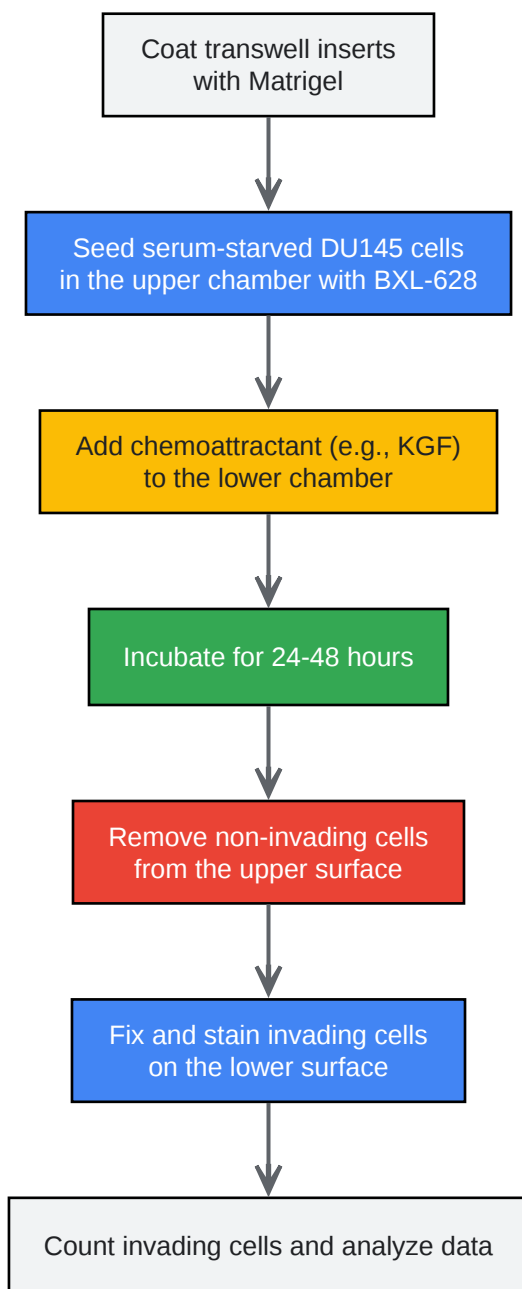 Coat transwell inserts
with Matrigel
Seed serum-starved DU145 cells
in the upper chamber with BXL-628
Add chemoattractant (e.g., KGF)
to the lower chamber
Incubate for 24-48 hours
Remove non-invading cells
from the upper surface
Fix and stain invading cells
on the lower surface
Count invading cells and analyze data